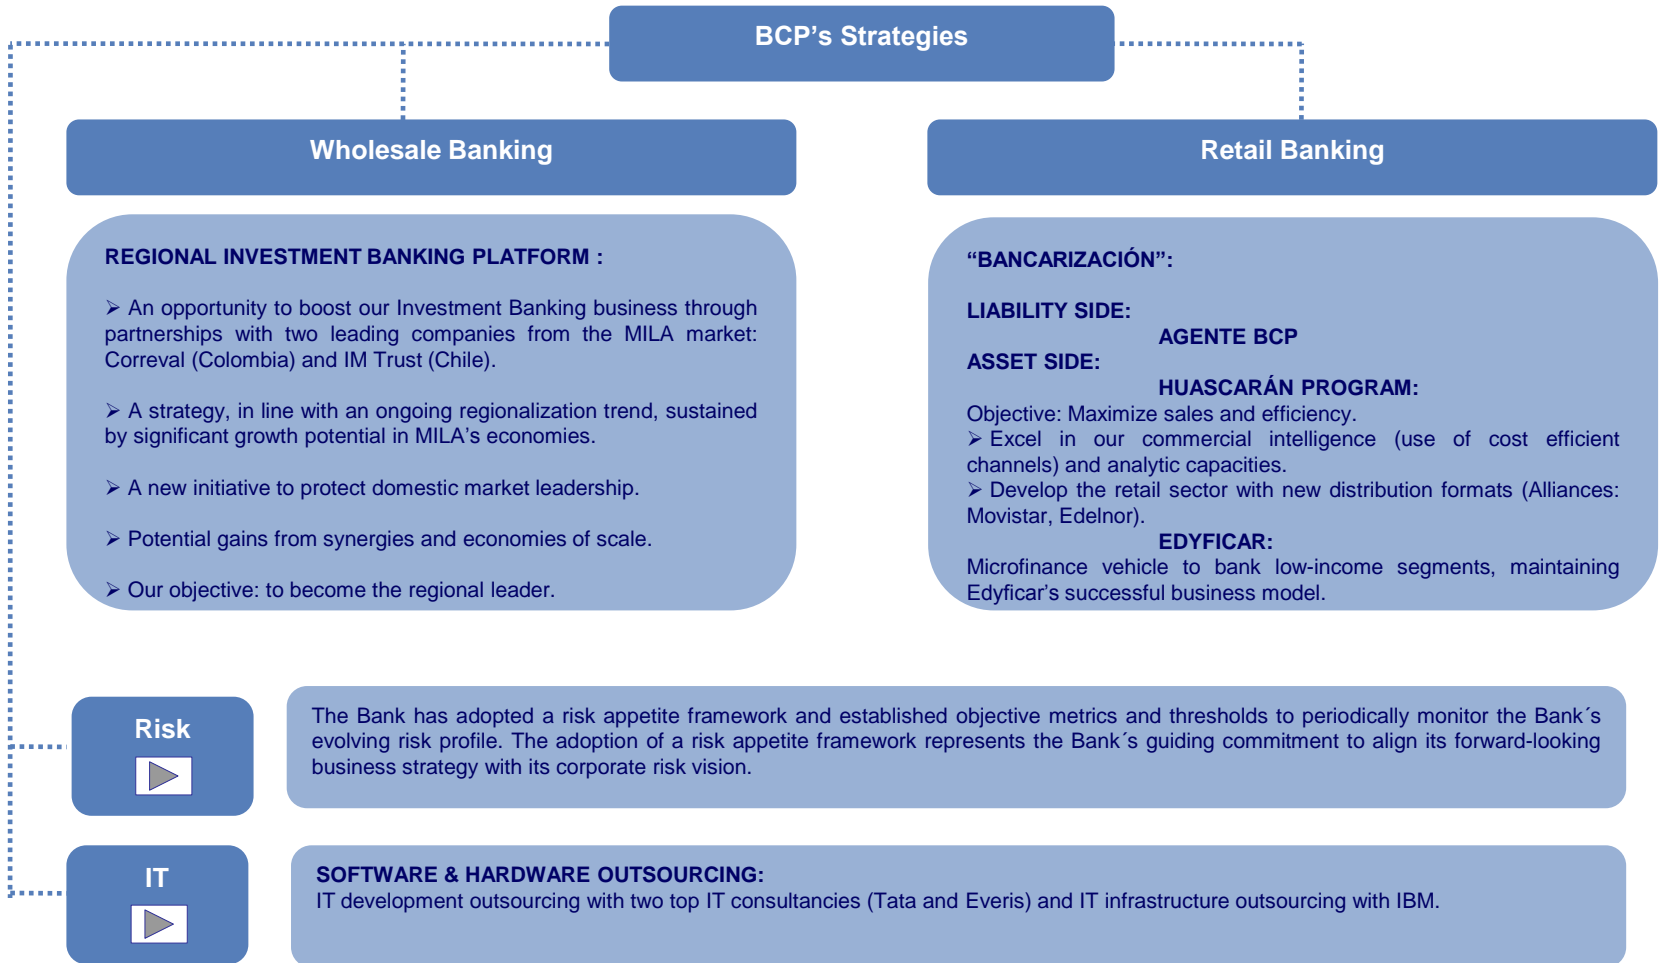 BCP’s Strategies
Wholesale Banking
REGIONAL INVESTMENT BANKING PLATFORM :
➢ An opportunity to boost our Investment Banking business through
partnerships with two leading companies from the MILA market:
Correval (Colombia) and IM Trust (Chile).
➢ A strategy, in line with an ongoing regionalization trend, sustained
by significant growth potential in MILA’s economies.
➢ A new initiative to protect domestic market leadership.
➢ Potential gains from synergies and economies of scale.
➢ Our objective: to become the regional leader.
Retail Banking
“BANCARIZACIÓN”:
LIABILITY SIDE:
AGENTE BCP
ASSET SIDE:
HUASCARÁN PROGRAM:
Objective: Maximize sales and efficiency.
➢ Excel in our commercial intelligence (use of cost efficient
channels) and analytic capacities.
➢ Develop the retail sector with new distribution formats (Alliances:
Movistar, Edelnor).
EDYFICAR:
Microfinance vehicle to bank low-income segments, maintaining
Edyficar’s successful business model.
Risk
The Bank has adopted a risk appetite framework and established objective metrics and thresholds to periodically monitor the Bank´s
evolving risk profile. The adoption of a risk appetite framework represents the Bank´s guiding commitment to align its forward-looking
business strategy with its corporate risk vision.
IT
SOFTWARE & HARDWARE OUTSOURCING:
IT development outsourcing with two top IT consultancies (Tata and Everis) and IT infrastructure outsourcing with IBM.